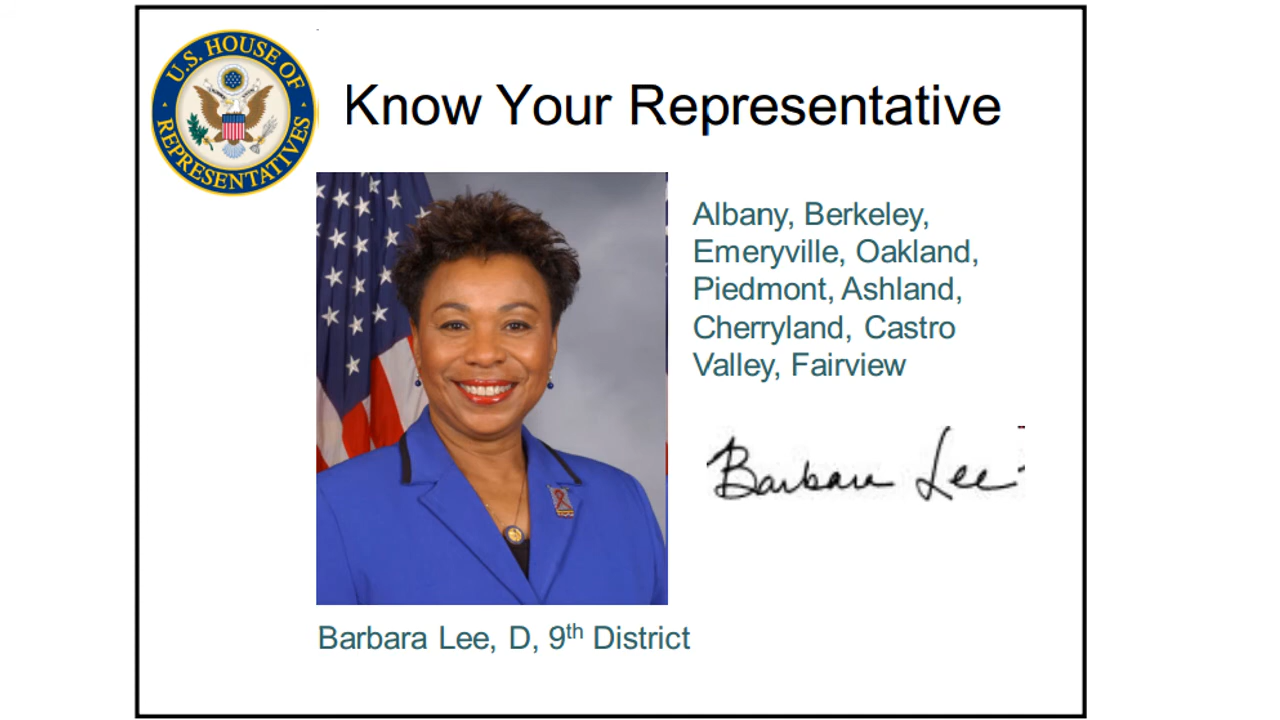 U.S. HOUSE OF
REPRESENTATIVES
Know Your Representative
Albany, Berkeley,
Emeryville, Oakland,
Piedmont, Ashland,
Cherryland, Castro
Valley, Fairview
Barbara Lee
Barbara Lee, D, 9th District